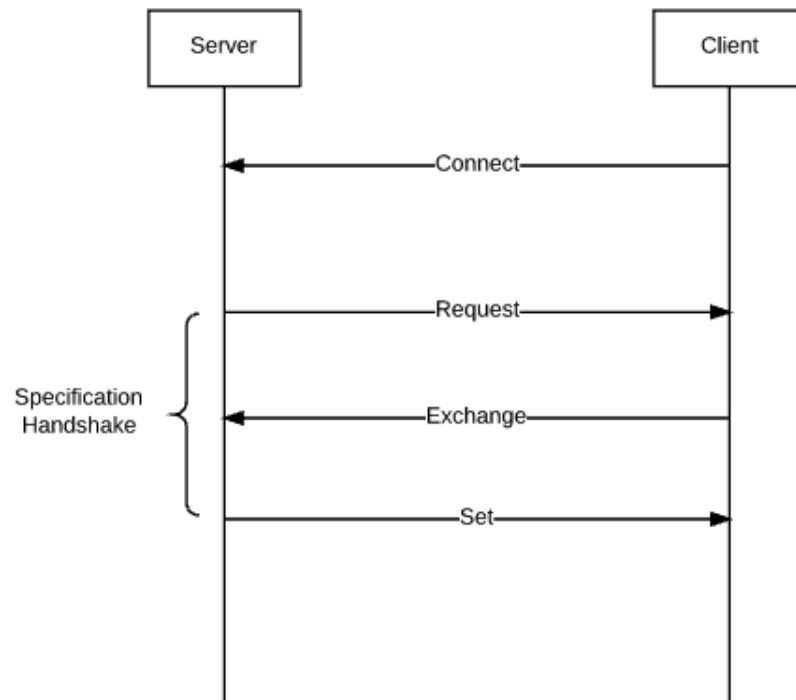 Server
Client
Connect
Request
Specification
Handshake
Exchange
Set